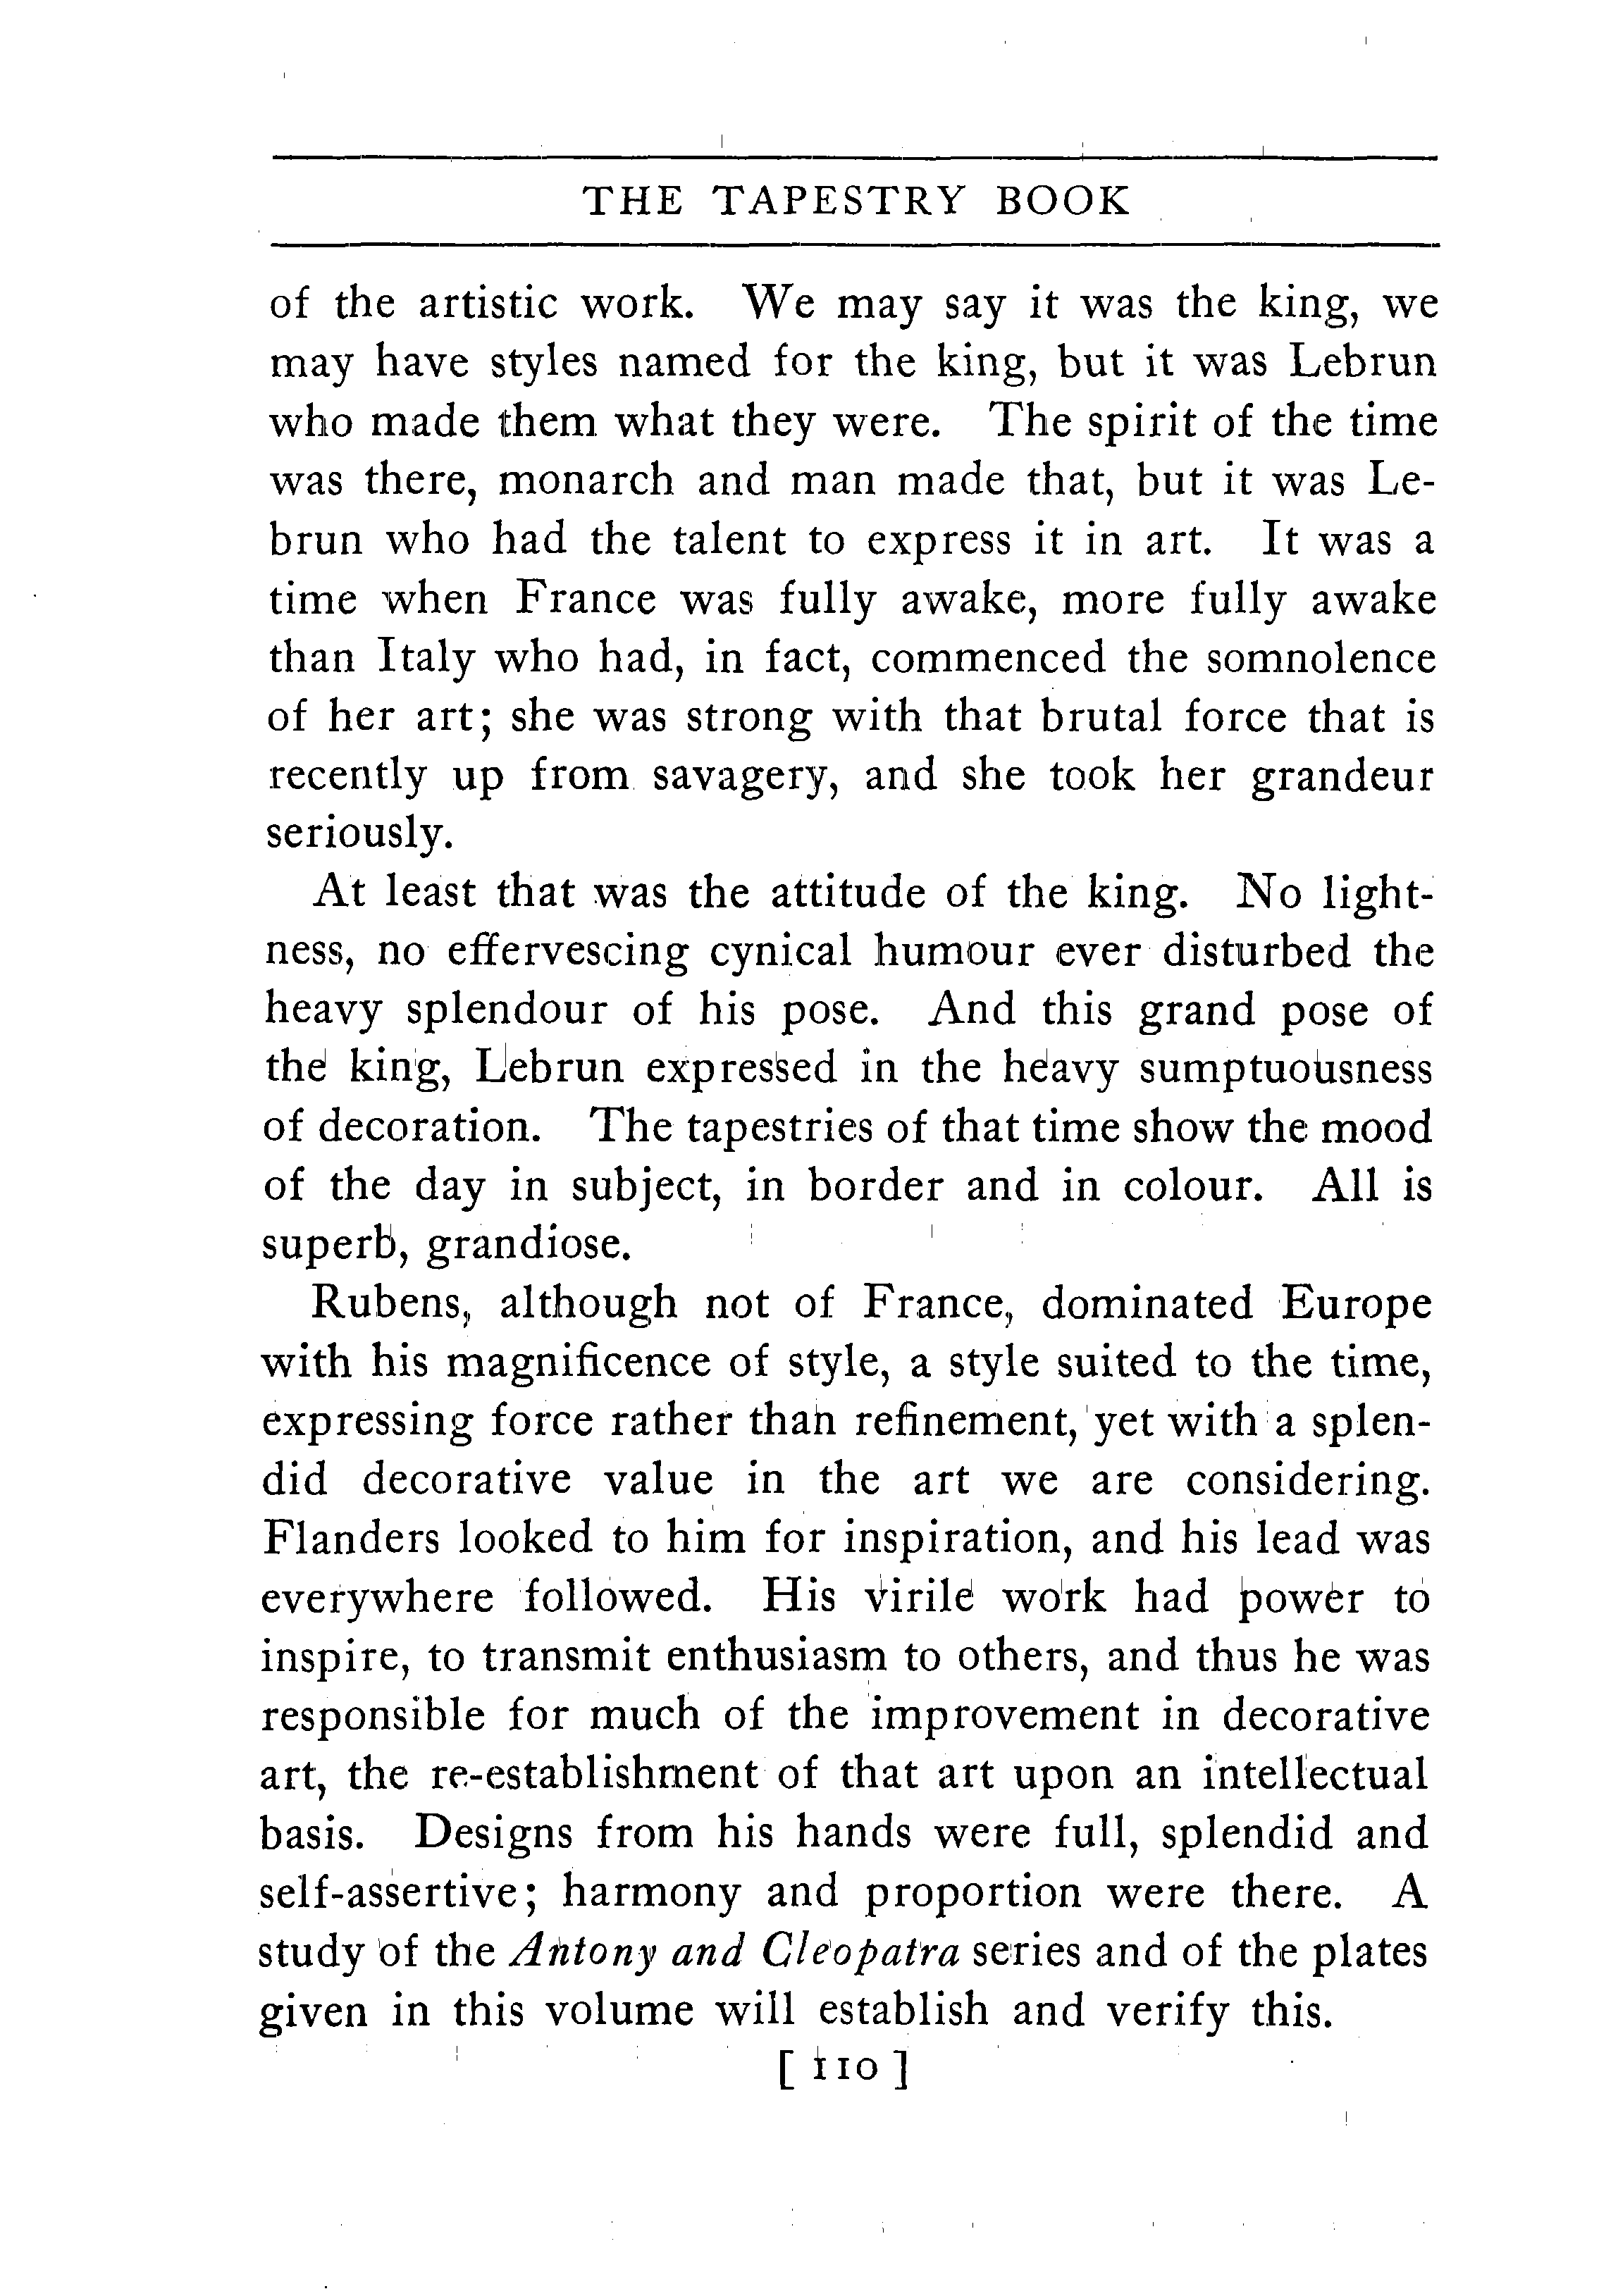 THE TAPESTRY BOOK
of the artistic work. We may say it was the king, we
may have styles named for the king, but it was Lebrun
who made them what they were. The spirit of the time
was there, monarch and man made that, but it was Le-
brun who had the talent to express it in art. It was a
time when France was fully awake, more fully awake
than Italy who had, in fact, commenced the somnolence
of her art; she was strong with that brutal force that is
recently up from savagery, and she took her grandeur
seriously.
At least that was the attitude of the king. No light-
ness, no effervescing cynical humour ever disturbed the
heavy splendour of his pose. And this grand pose of
the king, Lebrun expressed in the heavy sumptuousness
of decoration. The tapestries of that time show the mood
of the day in subject, in border and in colour. All is
superb, grandiose.
Rubens, although not of France, dominated Europe
with his magnificence of style, a style suited to the time,
expressing force rather than refinement, yet with a splen-
did decorative value in the art we are considering.
Flanders looked to him for inspiration, and his lead was
everywhere followed. His virile work had power to
inspire, to transmit enthusiasm to others, and thus he was
responsible for much of the improvement in decorative
art, the re-establishment of that art upon an intellectual
basis. Designs from his hands were full, splendid and
self-assertive; harmony and proportion were there. A
study of the Antony and Cleopatra series and of the plates
given in this volume will establish and verify this.
[ 110 ]